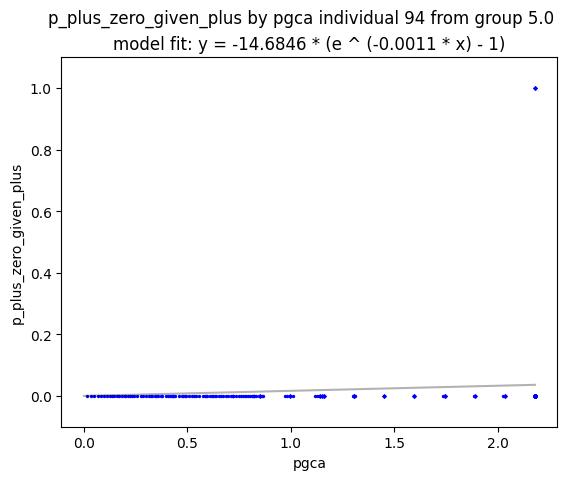 p_plus_zero_given_plus by pgca individual 94 from group 5.0
model fit: y = -14.6846 * (e ^ (-0.0011 * x) - 1)
1.0
0.8
0.6
0.4
0.2
0.0
p_plus_zero_given_plus
0.0 0.5 1.0 1.5 2.0
pgca